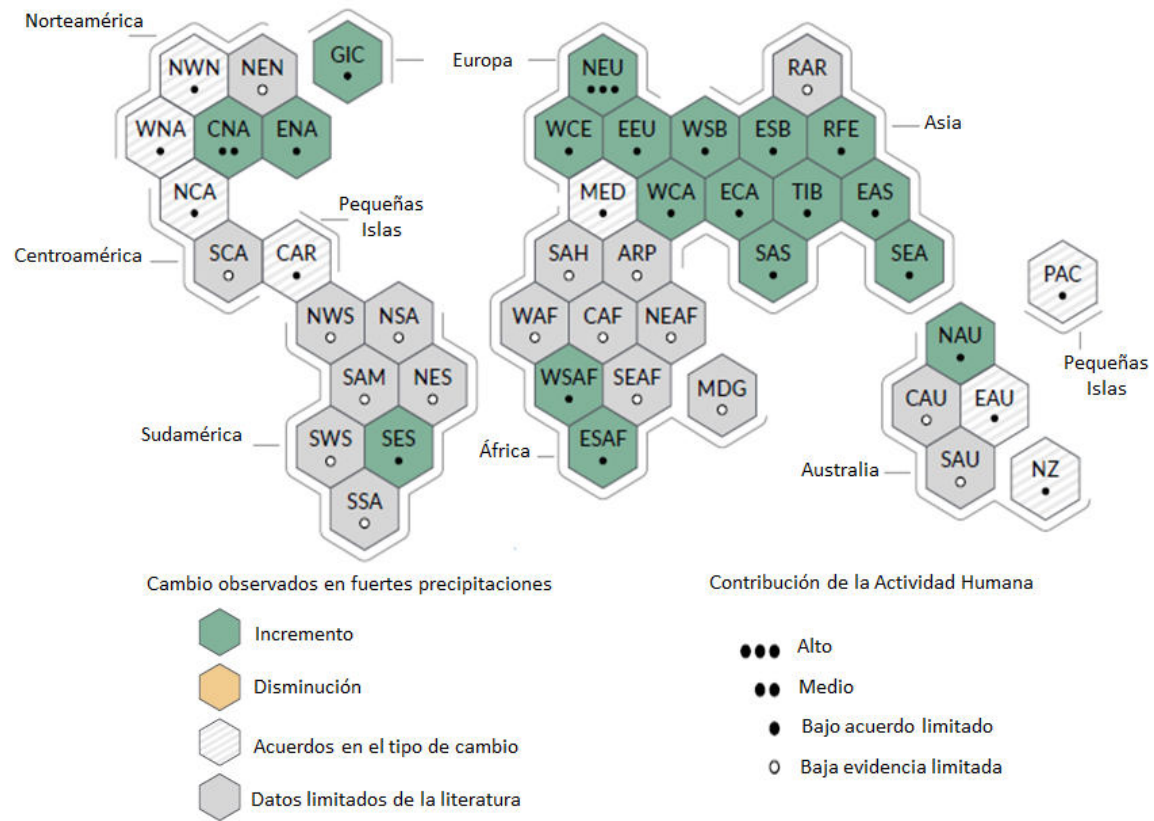 Norteamérica
NWN
NEN
GIC
WNA
CNA
ENA
NCA
Pequeñas
Islas
Centroamérica
SCA
CAR
NWS
NSA
SAM
NES
Sudamérica
SWS
SES
SSA
Europa
NEU
RAR
WCE
EEU
WSB
ESB
RFE
Asia
MED
WCA
ECA
TIB
EAS
SAH
ARP
SAS
SEA
WAF
CAF
NEAF
WSAF
SEAF
MDG
África
ESAF
PAC
Pequeñas
Islas
NAU
CAU
EAU
Australia
SAU
NZ
Cambio observados en fuertes precipitaciones
Incremento
Disminución
Acuerdos en el tipo de cambio
Datos limitados de la literatura
Contribución de la Actividad Humana
Alto
Medio
Bajo acuerdo limitado
Baja evidencia limitada